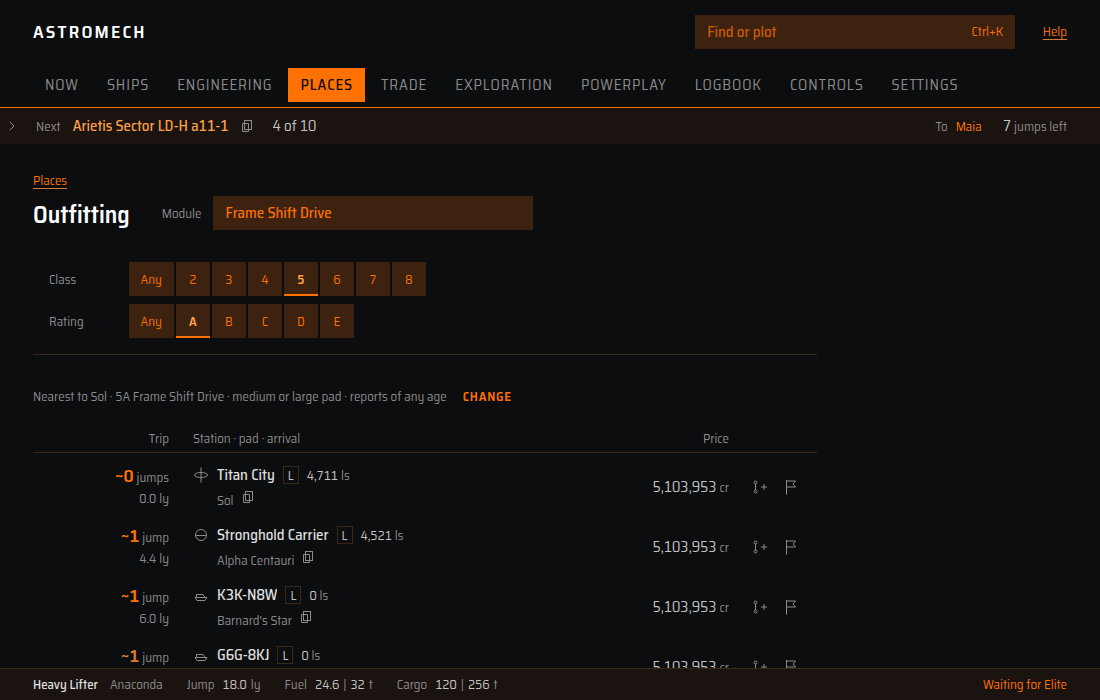 ASTROMECH
Find or plot Ctrl+K Help
NOW SHIPS ENGINEERING PLACES TRADE EXPLORATION POWERPLAY LOGBOOK CONTROLS SETTINGS
Next Arietis Sector LD-H a11-1 4 of 10 To Maia 7 jumps left
Places
Outfitting Module Frame Shift Drive
Class Any 2 3 4 5 6 7 8
Rating Any A B C D E
Nearest to Sol · 5A Frame Shift Drive · medium or large pad · reports of any age CHANGE
Trip Station · pad · arrival Price
~0 jumps Titan City L 4,711 ls 5,103,953 cr
0.0 ly Sol
~1 jump Stronghold Carrier L 4,521 ls 5,103,953 cr
4.4 ly Alpha Centauri
~1 jump K3K-N8W L 0 ls 5,103,953 cr
6.0 ly Barnard's Star
~1 jump G6G-8KJ L 0 ls 5,103,953 cr
Heavy Lifter Anaconda Jump 18.0 ly Fuel 24.6 | 32 t Cargo 120 | 256 t Waiting for Elite